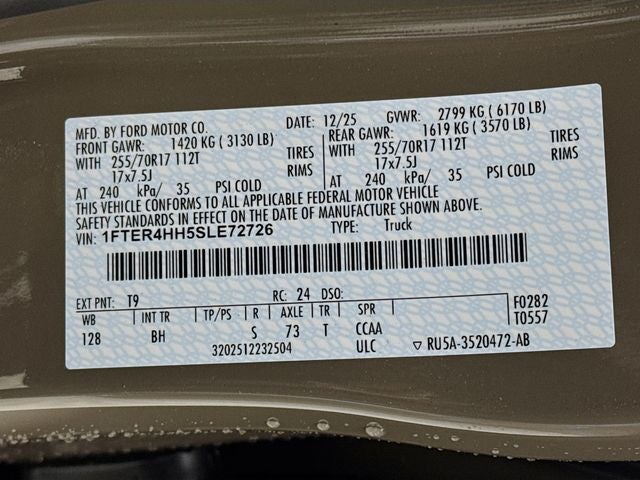 MFD. BY FORD MOTOR CO. DATE: 12/25 GVWR: 2799 KG ( 6170 LB)
FRONT GAWR: 1420 KG ( 3130 LB) REAR GAWR: 1619 KG ( 3570 LB)
WITH 255/70R17 112T TIRES WITH 255/70R17 112T TIRES
17x7.5J RIMS 17x7.5J RIMS
AT 240 kPa/ 35 PSI COLD AT 240 kPa/ 35 PSI COLD
THIS VEHICLE CONFORMS TO ALL APPLICABLE FEDERAL MOTOR VEHICLE
SAFETY STANDARDS IN EFFECT ON THE DATE OF MANUFACTURE SHOWN ABOVE.
VIN: 1FTER4HH5SLE72726 TYPE: Truck
EXT PNT: T9 RC: 24 DSO: F0282
WB INT TR TP/PS R AXLE TR SPR T0557
128 BH S 73 T CCAA
3202512232504 ULC ▽ RU5A-3520472-AB